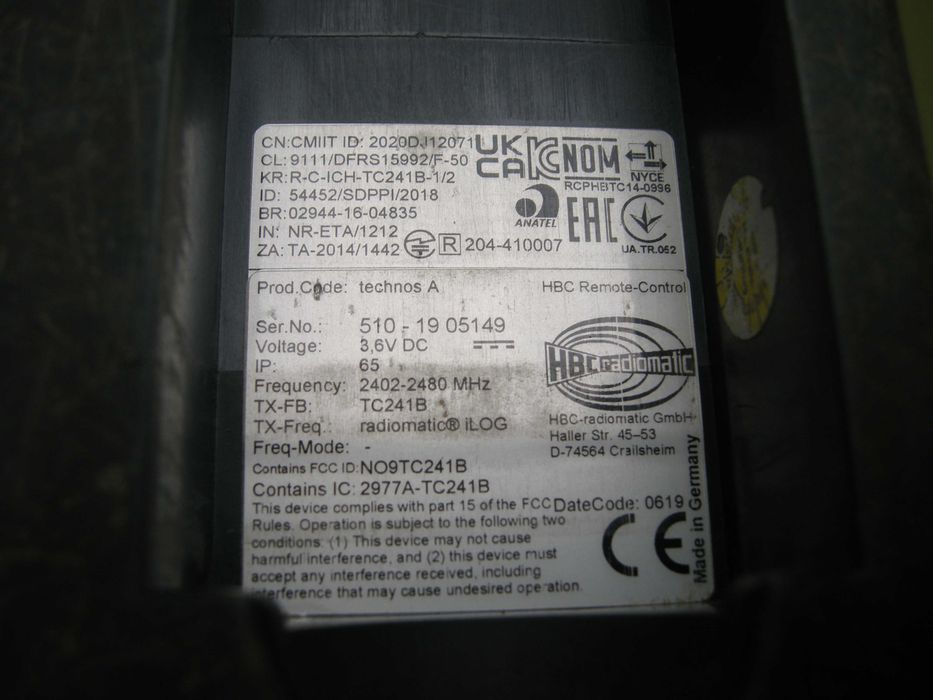 CN:CMIIT ID: 2020DJ12071
CL: 9111/DFRS15992/F-50
KR: R-C-ICH-TC241B-1/2
ID: 54452/SDPPI/2018
BR: 02944-16-04835
IN: NR-ETA/1212
ZA: TA-2014/1442
R 204-410007
UK
CA
KC
NOM
NYCE
RCPHBTC14-0996
ANATEL
EAC
UA.TR.052
Prod.Code: technos A
HBC Remote-Control
Ser.No.: 510 - 19 05149
Voltage: 3,6V DC
IP: 65
Frequency: 2402-2480 MHz
TX-FB: TC241B
TX-Freq.: radiomatic® iLOG
Freq-Mode: -
HBC radiomatic
HBC-radiomatic GmbH
Haller Str. 45–53
D-74564 Crailsheim
Contains FCC ID: NO9TC241B
Contains IC: 2977A-TC241B
This device complies with part 15 of the FCC
Rules. Operation is subject to the following two
conditions: (1) This device may not cause
harmful interference, and (2) this device must
accept any interference received, including
interference that may cause undesired operation.
DateCode: 0619
CE
Made in Germany